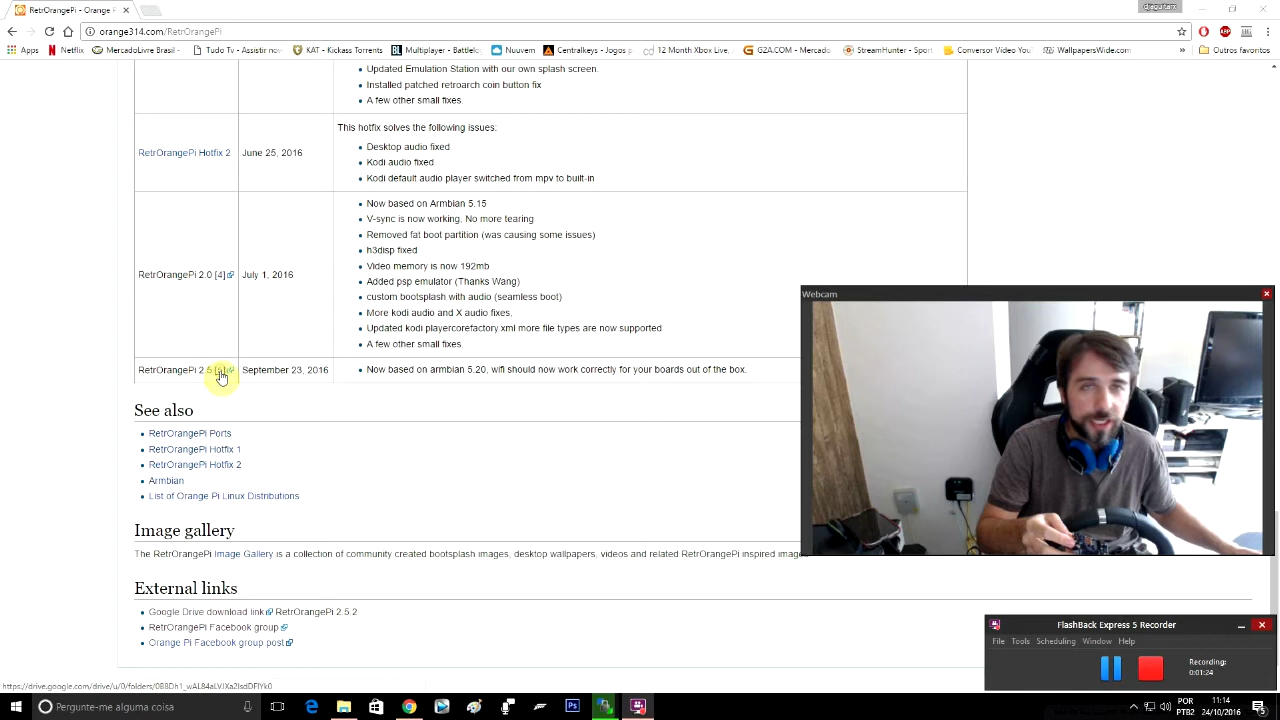 RetrOrangePi - Orange F
djaguitarx
orange314.com/RetrOrangePi
Apps
Netflix
MercadoLivre Brasil -
Tudo Tv - Assistir nov
KAT - Kickass Torrents
Multiplayer - Battlelog
Nuuvem
Centralkeys - Jogos p
12 Month Xbox Live,
G2A.COM - Mercado
StreamHunter - Sport
Conversor Video You
WallpapersWide.com
Outros favoritos
Updated Emulation Station with our own splash screen.
Installed patched retroarch coin button fix
A few other small fixes.
This hotfix solves the following issues:
Desktop audio fixed
RetrOrangePi Hotfix 2
June 25, 2016
Kodi audio fixed
Kodi default audio player switched from mpv to built-in
Now based on Armbian 5.15
V-sync is now working, No more tearing
Removed fat boot partition (was causing some issues)
h3disp fixed
Video memory is now 192mb
RetrOrangePi 2.0 [4]
July 1, 2016
Added psp emulator (Thanks Wang)
custom bootsplash with audio (seamless boot)
More kodi audio and X audio fixes,
Updated kodi playercorefactory.xml more file types are now supported
A few other small fixes.
RetrOrangePi 2.5
September 23, 2016
Now based on armbian 5.20, wifi should now work correctly for your boards out of the box.
Webcam
See also
RetrOrangePi Ports
RetrOrangePi Hotfix 1
RetrOrangePi Hotfix 2
Armbian
List of Orange Pi Linux Distributions
Image gallery
The RetrOrangePi Image Gallery is a collection of community created bootsplash images, desktop wallpapers, videos and related RetrOrangePi inspired
External links
Google Drive download link RetrOrangePi 2.5.2
RetrOrangePi Facebook group
Orange Pi Facebook group post
FlashBack Express 5 Recorder
File Tools Scheduling Window Help
Recording:
0:01:24
Pergunte-me alguma coisa
POR
PTB2
11:14
24/10/2016